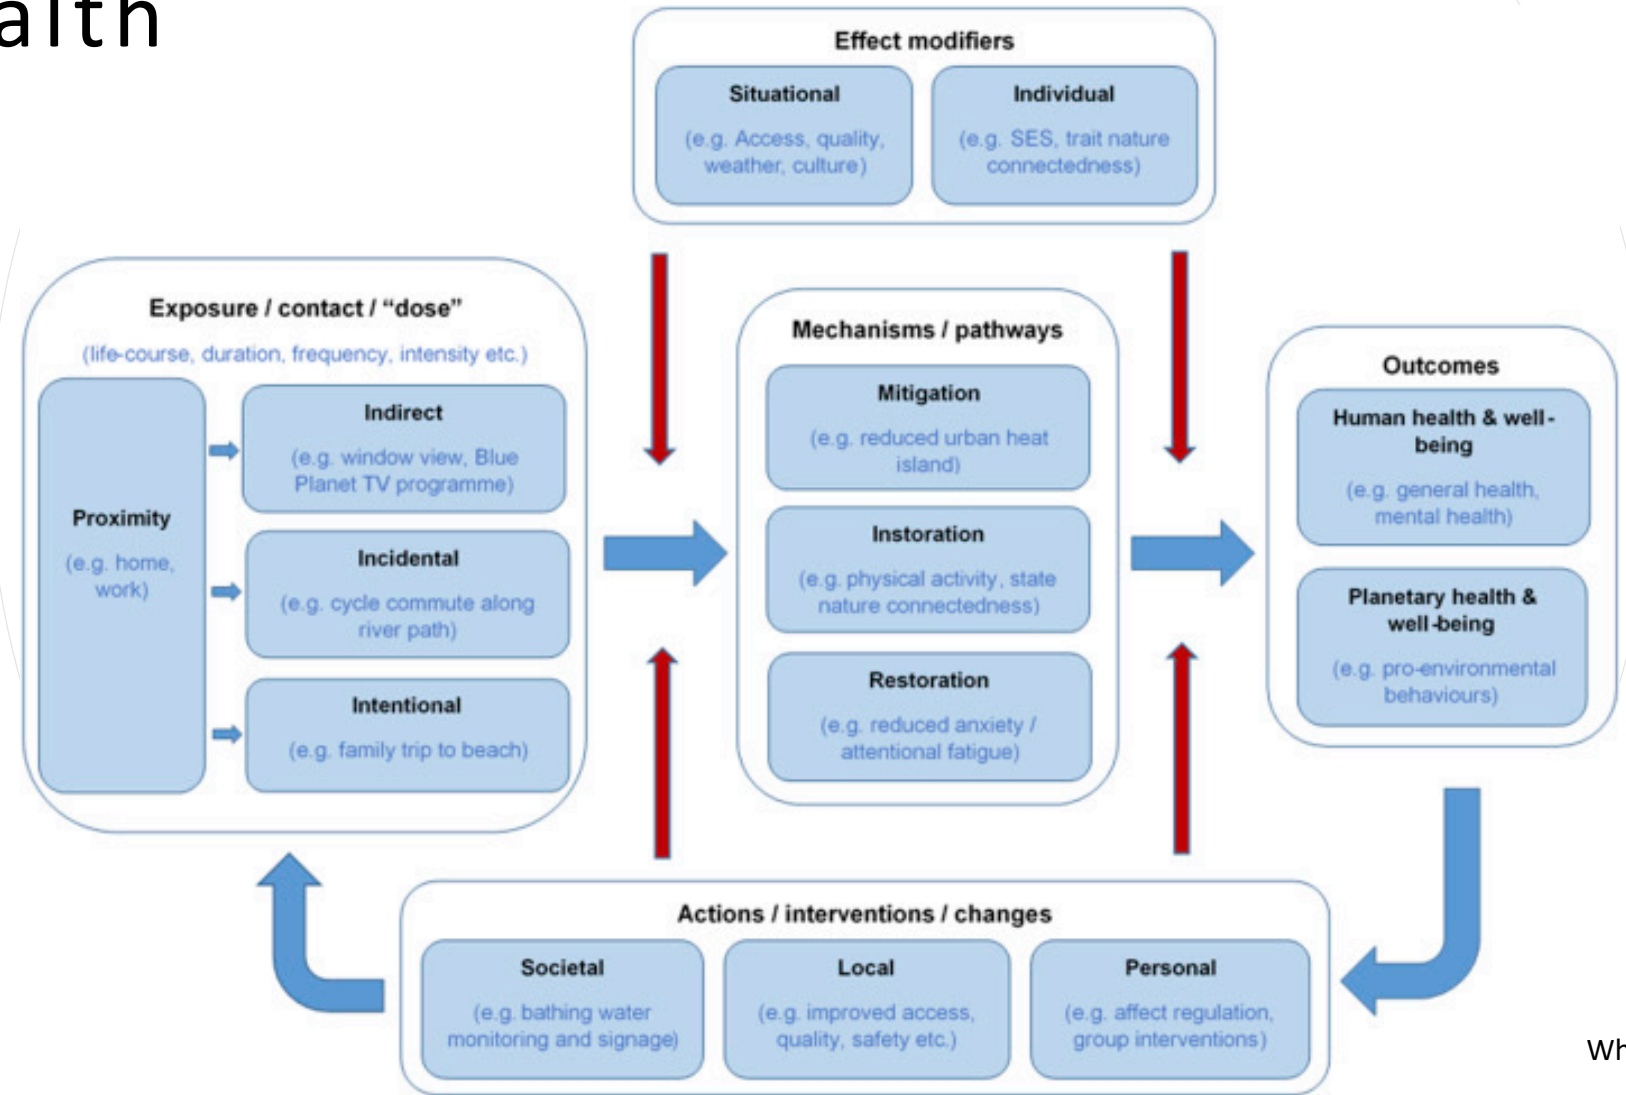 alth
Effect modifiers
Situational
(e.g. Access, quality,
weather, culture)
Individual
(e.g. SES, trait nature
connectedness)
Exposure / contact / “dose”
(life-course, duration, frequency, intensity etc.)
Proximity
(e.g. home,
work)
Indirect
(e.g. window view, Blue
Planet TV programme)
Incidental
(e.g. cycle commute along
river path)
Intentional
(e.g. family trip to beach)
Mechanisms / pathways
Mitigation
(e.g. reduced urban heat
island)
Instoration
(e.g. physical activity, state
nature connectedness)
Restoration
(e.g. reduced anxiety /
attentional fatigue)
Outcomes
Human health & well-
being
(e.g. general health,
mental health)
Planetary health &
well-being
(e.g. pro-environmental
behaviours)
Actions / interventions / changes
Societal
(e.g. bathing water
monitoring and signage)
Local
(e.g. improved access,
quality, safety etc.)
Personal
(e.g. affect regulation,
group interventions)
Wh